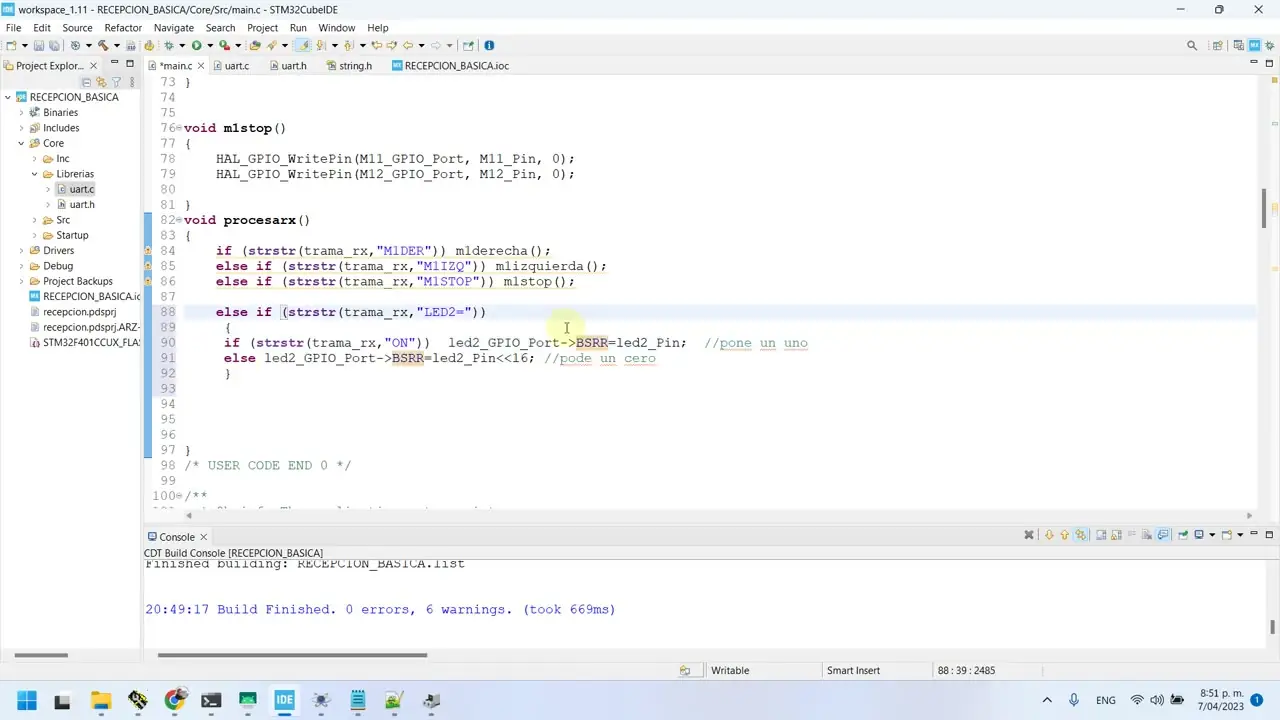 workspace_1.11 - RECEPCION_BASICA/Core/Src/main.c - STM32CubeIDE
File Edit Source Refactor Navigate Search Project Run Window Help
Project Explor...
*main.c
uart.c
uart.h
string.h
RECEPCION_BASICA.ioc
RECEPCION_BASICA
Binaries
Includes
Core
Inc
Librerias
uart.c
uart.h
Src
Startup
Drivers
Debug
Project Backups
RECEPCION_BASICA.ic
recepcion.pdsprj
recepcion.pdsprj.ARZ-
STM32F401CCUX_FLA
73 }
74
75
76 void m1stop()
77 {
78 HAL_GPIO_WritePin(M11_GPIO_Port, M11_Pin, 0);
79 HAL_GPIO_WritePin(M12_GPIO_Port, M12_Pin, 0);
80
81 }
82 void procesarx()
83 {
84 if (strstr(trama_rx,"M1DER")) m1derecha();
85 else if (strstr(trama_rx,"M1IZQ")) m1izquierda();
86 else if (strstr(trama_rx,"M1STOP")) m1stop();
87
88 else if (strstr(trama_rx,"LED2="))
89 {
90 if (strstr(trama_rx,"ON")) led2_GPIO_Port->BSRR=led2_Pin; //pone un uno
91 else led2_GPIO_Port->BSRR=led2_Pin<<16; //pode un cero
92 }
93
94
95
96
97 }
98 /* USER CODE END 0 */
99
100 /**
Console
CDT Build Console [RECEPCION_BASICA]
Finished building: RECEPCION_BASICA.list
20:49:17 Build Finished. 0 errors, 6 warnings. (took 669ms)
Writable
Smart Insert
88 : 39 : 2485
IDE
ENG
8:51 p. m.
7/04/2023
1